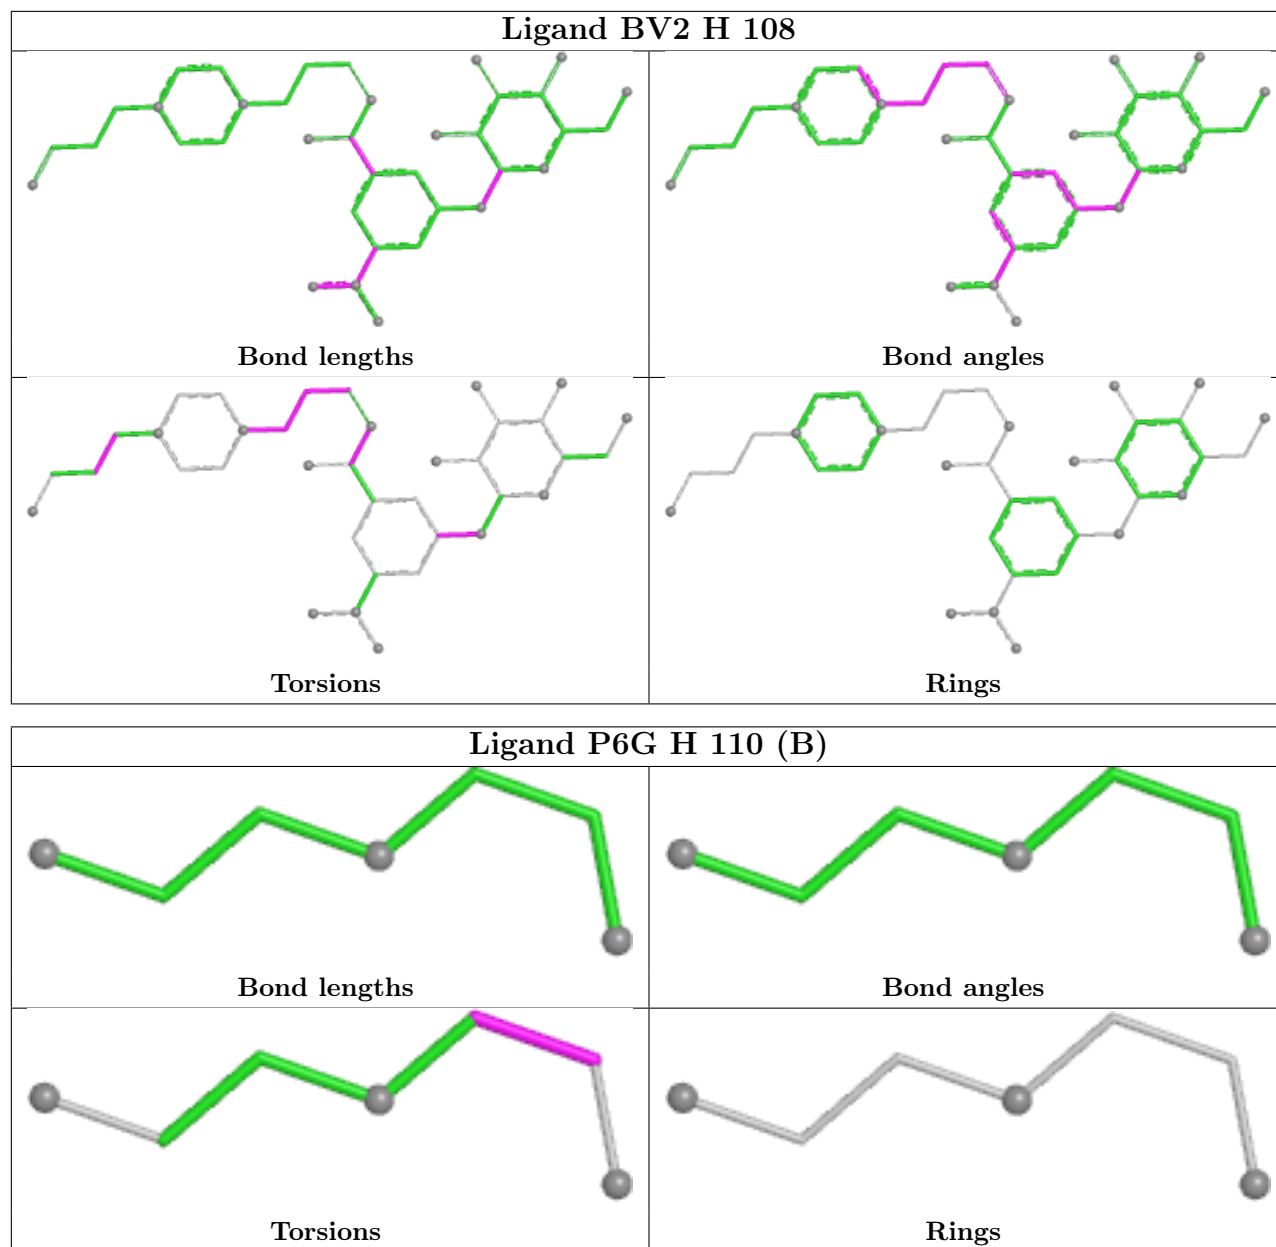 Ligand BV2 H 108
Bond lengths
Bond angles
Torsions
Rings
Ligand P6G H 110 (B)
Bond lengths
Bond angles
Torsions
Rings